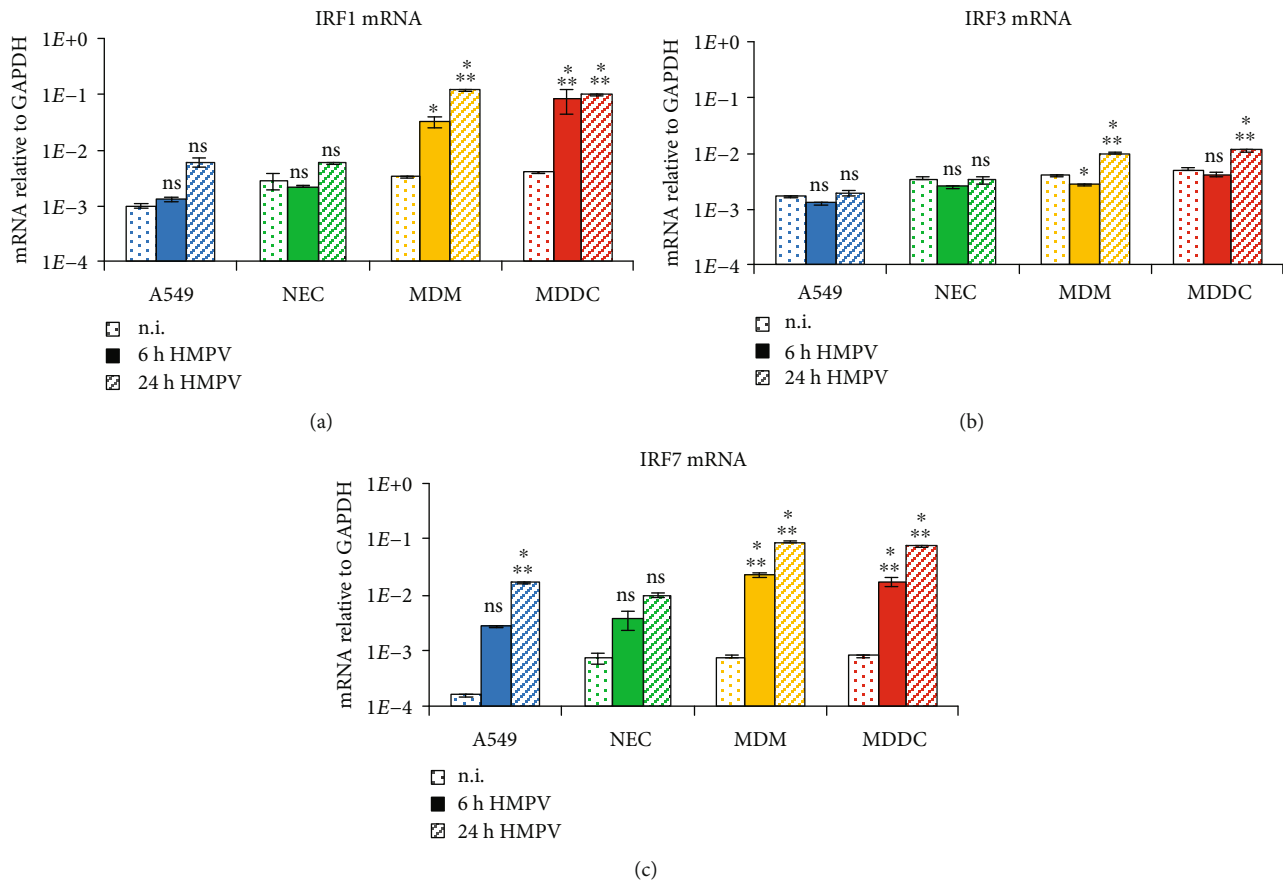 IRF1 mRNA
mRNA relative to GAPDH
1E+0
1E−1
1E−2
1E−3
1E−4
ns
ns
ns
ns
*
*
**
*
**
*
**
A549 NEC MDM MDDC
n.i.
6 h HMPV
24 h HMPV
(a)
IRF3 mRNA
mRNA relative to GAPDH
1E+0
1E−1
1E−2
1E−3
1E−4
ns
ns
ns
ns
*
*
**
ns
*
**
A549 NEC MDM MDDC
n.i.
6 h HMPV
24 h HMPV
(b)
IRF7 mRNA
mRNA relative to GAPDH
1E+0
1E−1
1E−2
1E−3
1E−4
ns
*
**
ns
ns
*
**
*
**
*
**
*
**
A549 NEC MDM MDDC
n.i.
6 h HMPV
24 h HMPV
(c)